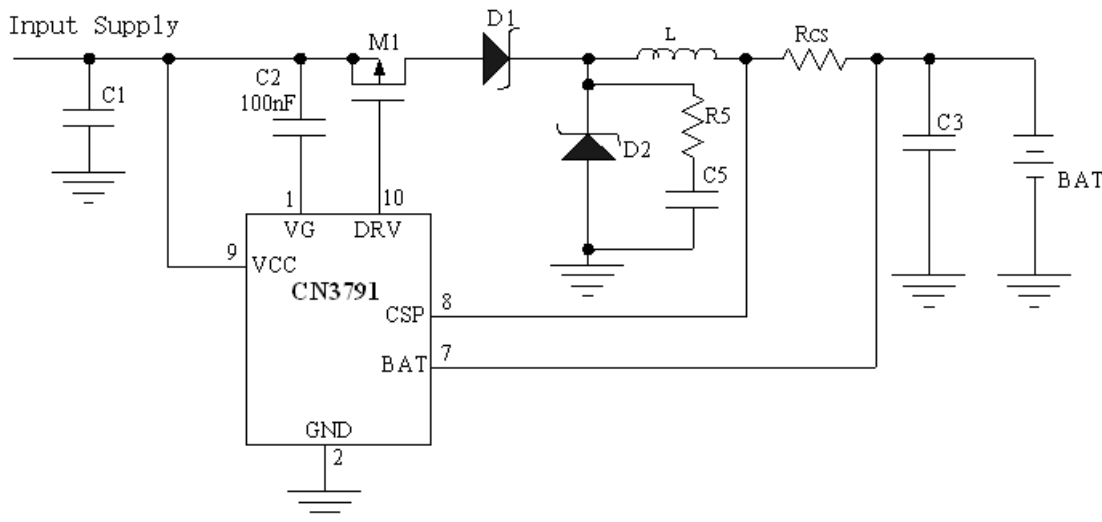 Input Supply
D1
M1
L
Rcs
C1
C2
100nF
R5
C3
D2
C5
BAT
1
10
VG
DRV
9
VCC
CN3791
8
CSP
7
BAT
GND
2